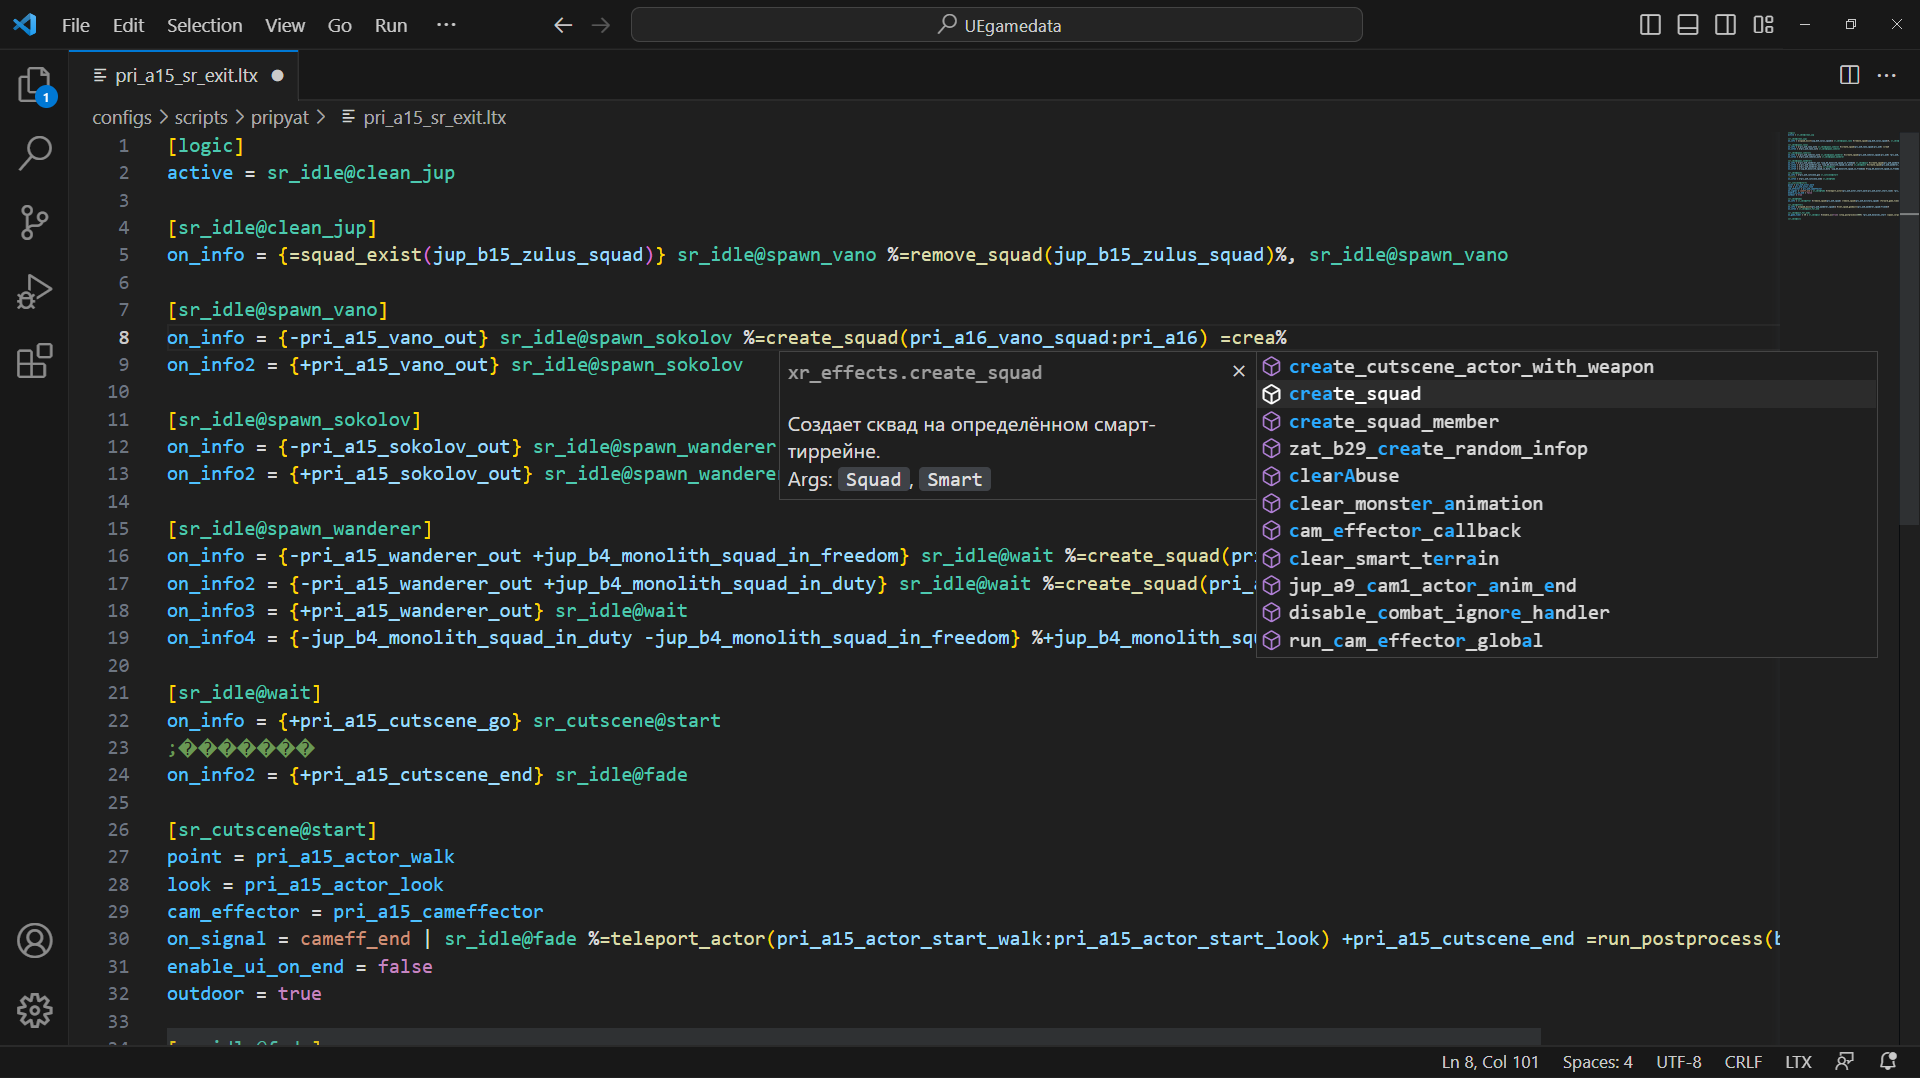 File Edit Selection View Go Run ···
UEgamedata
pri_a15_sr_exit.ltx
1
configs > scripts > pripyat > pri_a15_sr_exit.ltx
1 [logic]
2 active = sr_idle@clean_jup
3
4 [sr_idle@clean_jup]
5 on_info = {=squad_exist(jup_b15_zulus_squad)} sr_idle@spawn_vano %=remove_squad(jup_b15_zulus_squad)%, sr_idle@spawn_vano
6
7 [sr_idle@spawn_vano]
8 on_info = {-pri_a15_vano_out} sr_idle@spawn_sokolov %=create_squad(pri_a16_vano_squad:pri_a16) =crea%
9 on_info2 = {+pri_a15_vano_out} sr_idle@spawn_sokolov
10
11 [sr_idle@spawn_sokolov]
12 on_info = {-pri_a15_sokolov_out} sr_idle@spawn_wanderer
13 on_info2 = {+pri_a15_sokolov_out} sr_idle@spawn_wanderer
14
15 [sr_idle@spawn_wanderer]
16 on_info = {-pri_a15_wanderer_out +jup_b4_monolith_squad_in_freedom} sr_idle@wait %=create_squad(pri
17 on_info2 = {-pri_a15_wanderer_out +jup_b4_monolith_squad_in_duty} sr_idle@wait %=create_squad(pri_a
18 on_info3 = {+pri_a15_wanderer_out} sr_idle@wait
19 on_info4 = {-jup_b4_monolith_squad_in_duty -jup_b4_monolith_squad_in_freedom} %+jup_b4_monolith_squ
20
21 [sr_idle@wait]
22 on_info = {+pri_a15_cutscene_go} sr_cutscene@start
23 ;�������
24 on_info2 = {+pri_a15_cutscene_end} sr_idle@fade
25
26 [sr_cutscene@start]
27 point = pri_a15_actor_walk
28 look = pri_a15_actor_look
29 cam_effector = pri_a15_cameffector
30 on_signal = cameff_end | sr_idle@fade %=teleport_actor(pri_a15_actor_start_walk:pri_a15_actor_start_look) +pri_a15_cutscene_end =run_postprocess(b
31 enable_ui_on_end = false
32 outdoor = true
33
34 [sr_idle@fade]
xr_effects.create_squad
Создает сквад на определённом смарт-
тиррейне.
Args: Squad, Smart
create_cutscene_actor_with_weapon
create_squad
create_squad_member
zat_b29_create_random_infop
clearAbuse
clear_monster_animation
cam_effector_callback
clear_smart_terrain
jup_a9_cam1_actor_anim_end
disable_combat_ignore_handler
run_cam_effector_global
Ln 8, Col 101 Spaces: 4 UTF-8 CRLF LTX